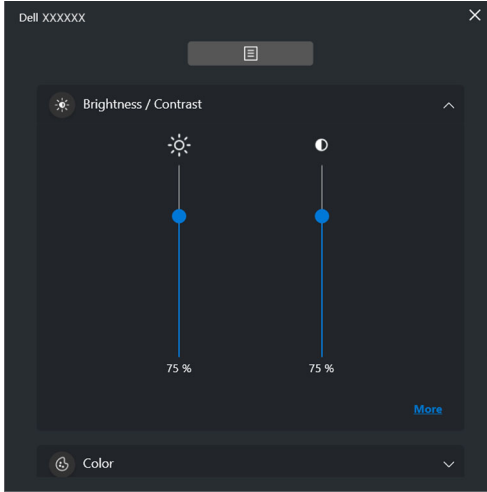 Dell XXXXXX
Brightness / Contrast
75 % 75 %
More
Color